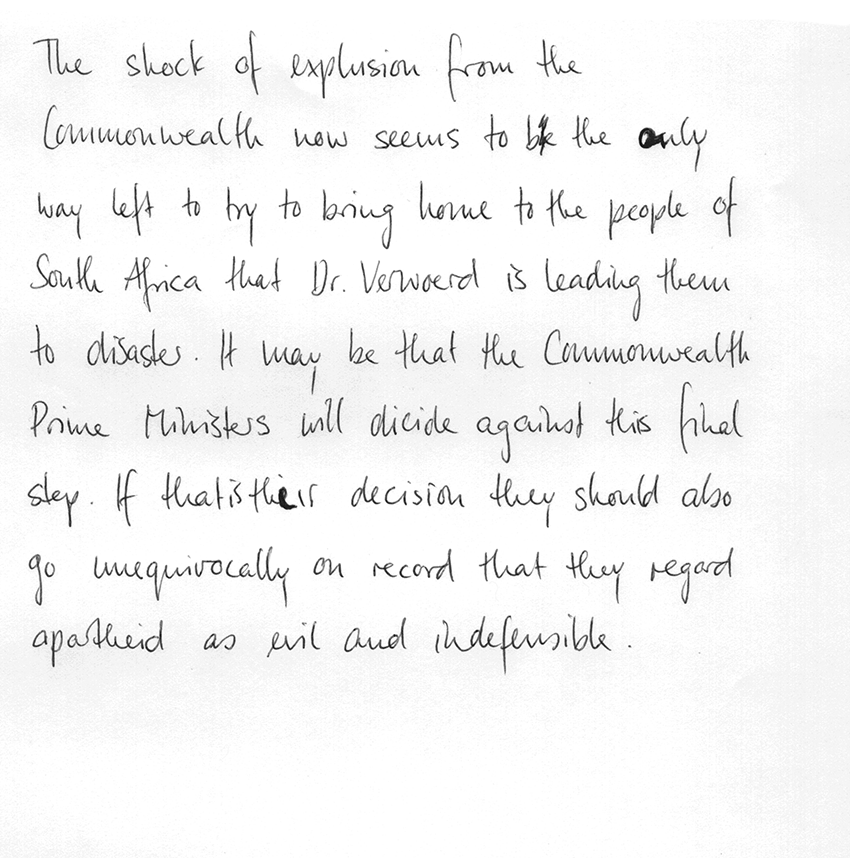 The shock of explusion from the
Commonwealth now seems to be the only
way left to try to bring home to the people of
South Africa that Dr. Verwoerd is leading them
to disaster. It may be that the Commonwealth
Prime Ministers will dicide against this final
step. If that is their decision they should also
go unequivocally on record that they regard
apartheid as evil and indefensible.